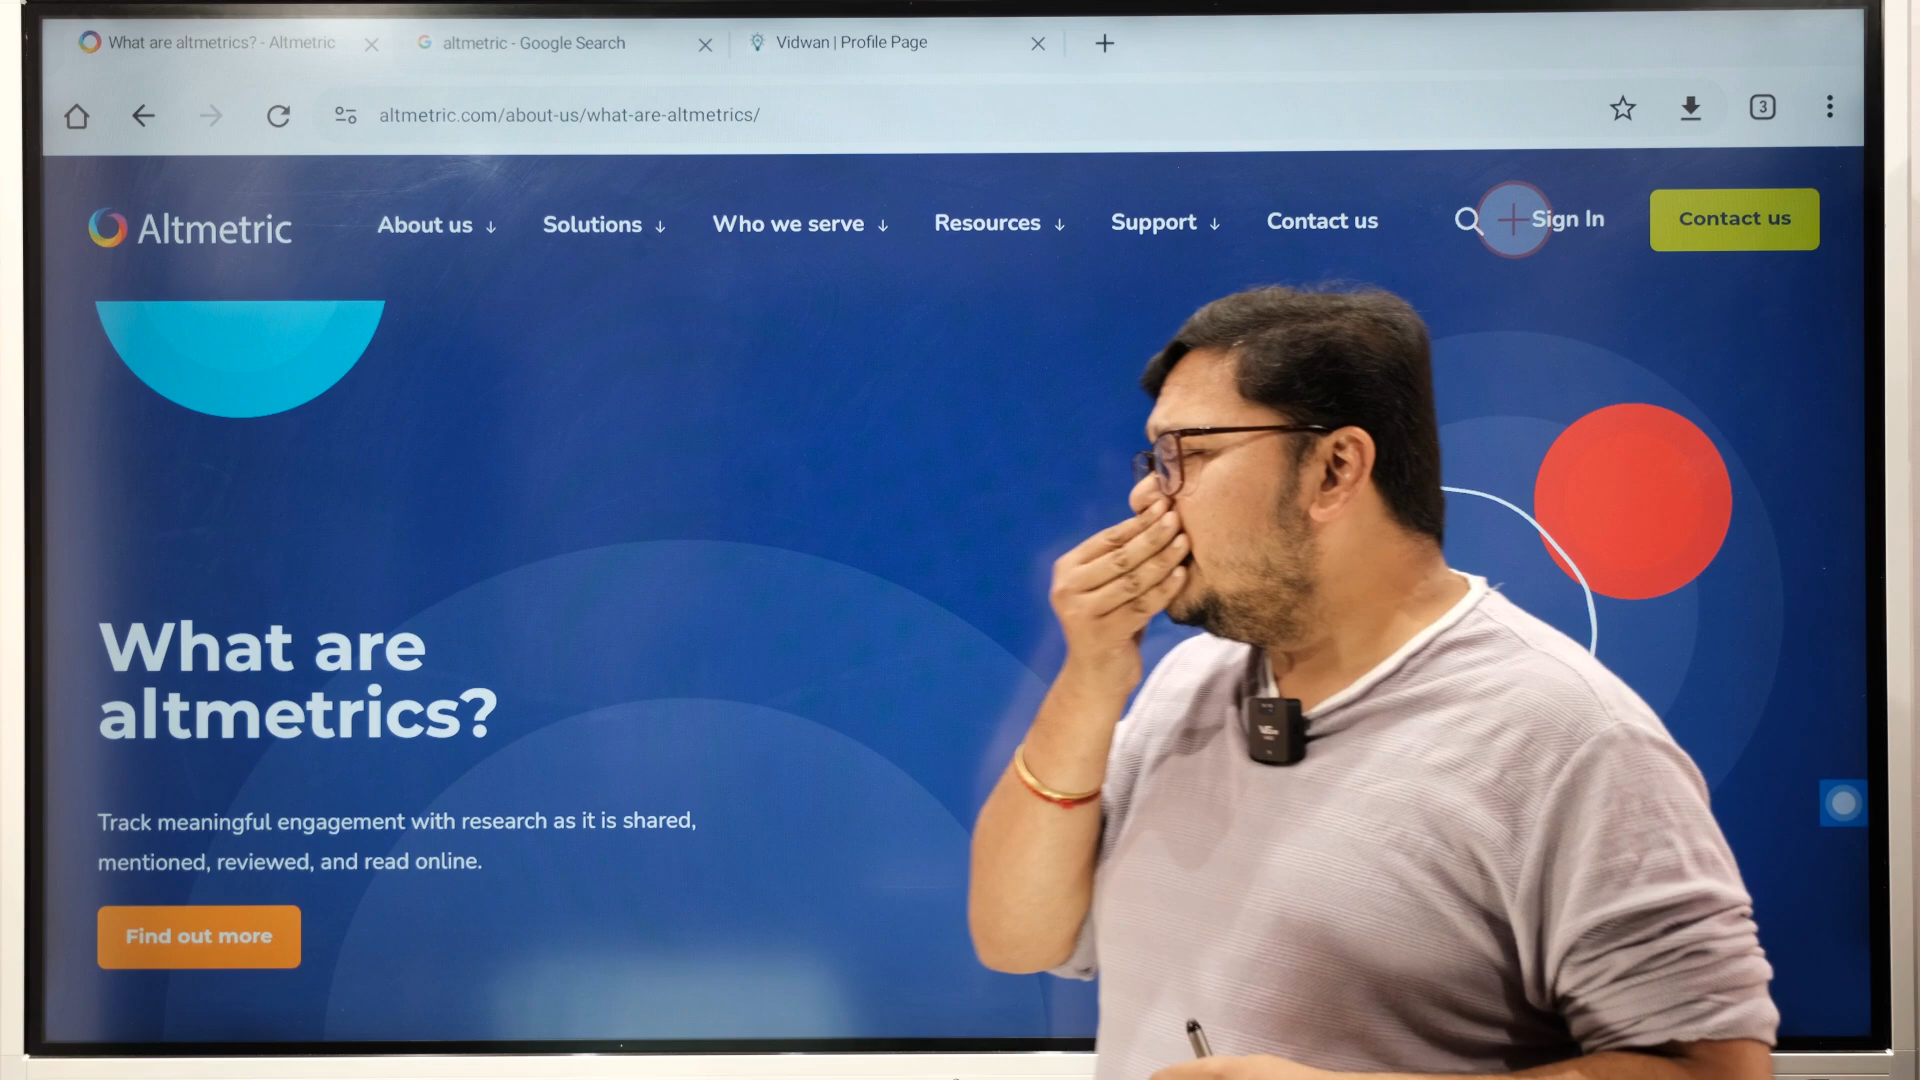 What are altmetrics? - Altmetric
altmetric - Google Search
Vidwan | Profile Page
altmetric.com/about-us/what-are-altmetrics/
3
Altmetric
About us
Solutions
Who we serve
Resources
Support
Contact us
Sign In
Contact us
What are
altmetrics?
Track meaningful engagement with research as it is shared,
mentioned, reviewed, and read online.
Find out more